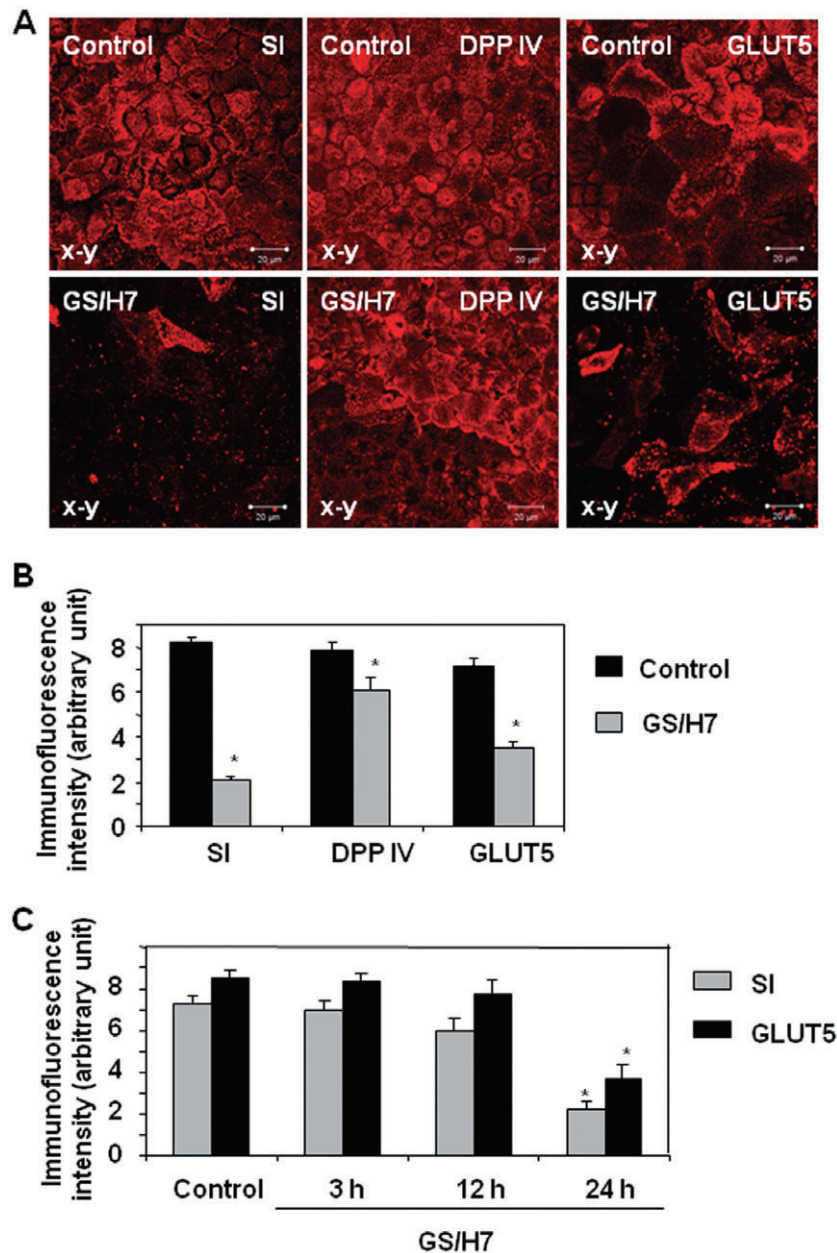 A
Control SI
x-y
20 µm
Control DPP IV
x-y
20 µm
Control GLUT5
x-y
20 µm
GS/H7 SI
x-y
20 µm
GS/H7 DPP IV
x-y
20 µm
GS/H7 GLUT5
x-y
20 µm
B
Immunofluorescence
intensity (arbitrary unit)
8
6
4
2
0
*
*
*
SI DPP IV GLUT5
Control
GS/H7
C
Immunofluorescence
intensity (arbitrary unit)
8
6
4
2
0
*
*
Control 3 h 12 h 24 h
GS/H7
SI
GLUT5